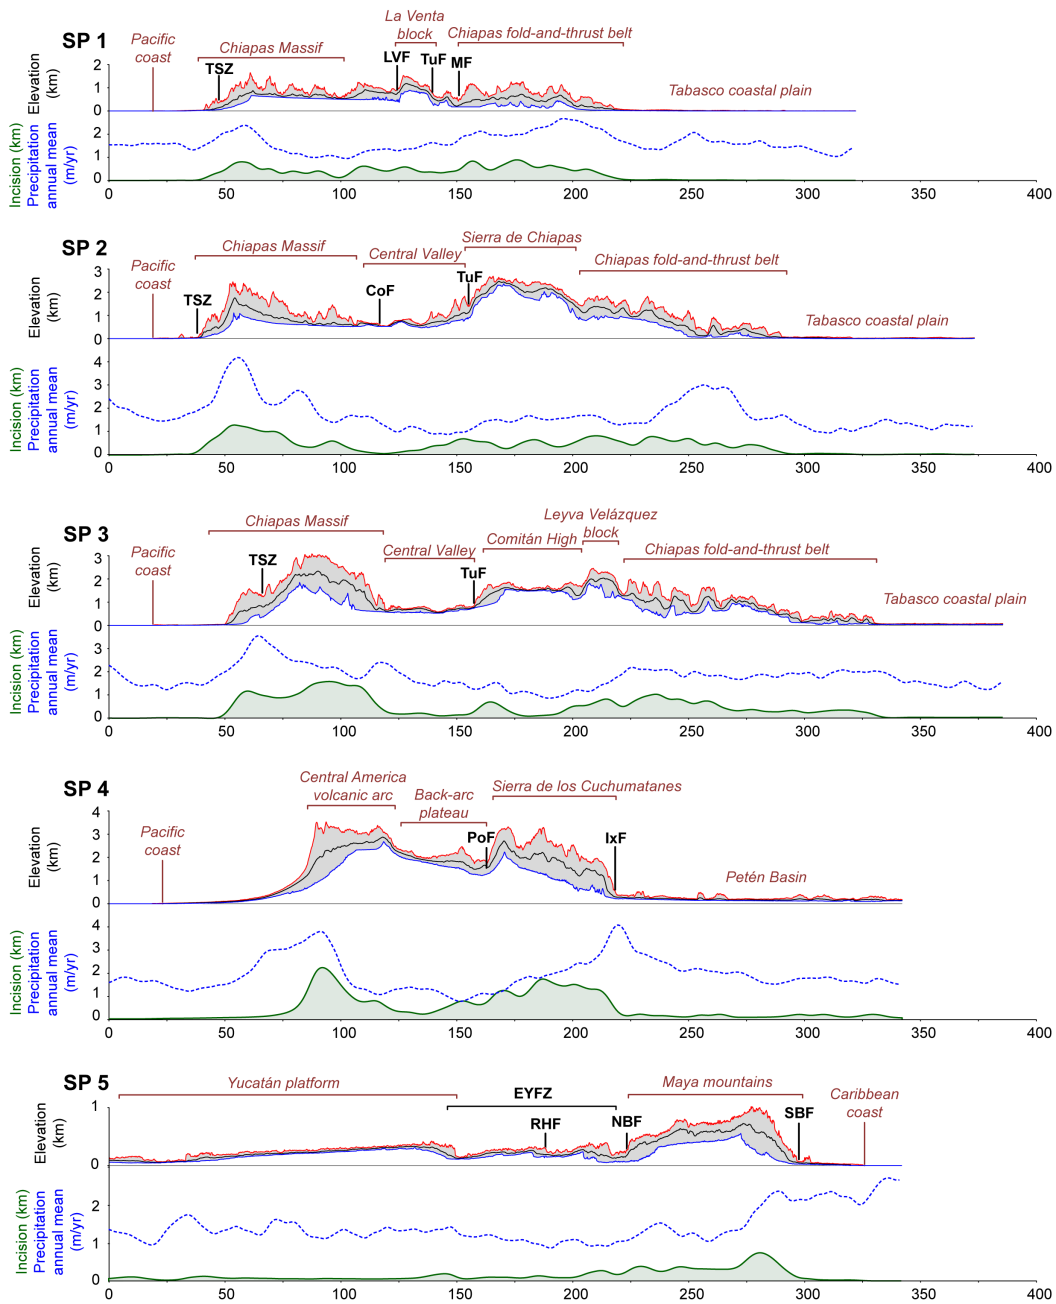 SP 1
La Venta
block
Chiapas fold-and-thrust belt
Pacific
coast
Chiapas Massif
TSZ
LVF
TuF
MF
Tabasco coastal plain
Elevation
(km)
2
1
0
Incision (km)
Precipitation
annual mean
(m/yr)
2
1
0
0 50 100 150 200 250 300 350 400
SP 2
Chiapas Massif
Central Valley
Sierra de Chiapas
Chiapas fold-and-thrust belt
Pacific
coast
TSZ
CoF
TuF
Tabasco coastal plain
Elevation
(km)
3
2
1
0
Incision (km)
Precipitation
annual mean
(m/yr)
4
3
2
1
0
0 50 100 150 200 250 300 350 400
SP 3
Chiapas Massif
Central Valley
Comitán High
Leyva Velázquez
block
Chiapas fold-and-thrust belt
Pacific
coast
TSZ
TuF
Tabasco coastal plain
Elevation
(km)
3
2
1
0
Incision (km)
Precipitation
annual mean
(m/yr)
3
2
1
0
0 50 100 150 200 250 300 350 400
SP 4
Central America
volcanic arc
Back-arc
plateau
Sierra de los Cuchumatanes
Pacific
coast
PoF
IxF
Petén Basin
Elevation
(km)
4
3
2
1
0
Incision (km)
Precipitation
annual mean
(m/yr)
4
3
2
1
0
0 50 100 150 200 250 300 350 400
SP 5
Yucatán platform
EYFZ
Maya mountains
Caribbean
coast
RHF
NBF
SBF
Elevation
(km)
1
0
Incision (km)
Precipitation
annual mean
(m/yr)
2
1
0
0 50 100 150 200 250 300 350 400